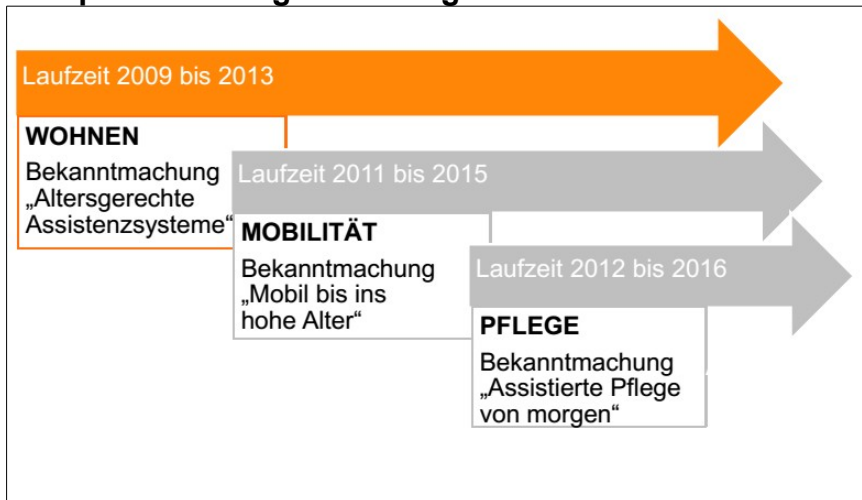 Laufzeit 2009 bis 2013
WOHNEN
Bekanntmachung
„Altersgerechte
Assistenzsysteme“
Laufzeit 2011 bis 2015
MOBILITÄT
Bekanntmachung
„Mobil bis ins
hohe Alter“
Laufzeit 2012 bis 2016
PFLEGE
Bekanntmachung
„Assistierte Pflege
von morgen“